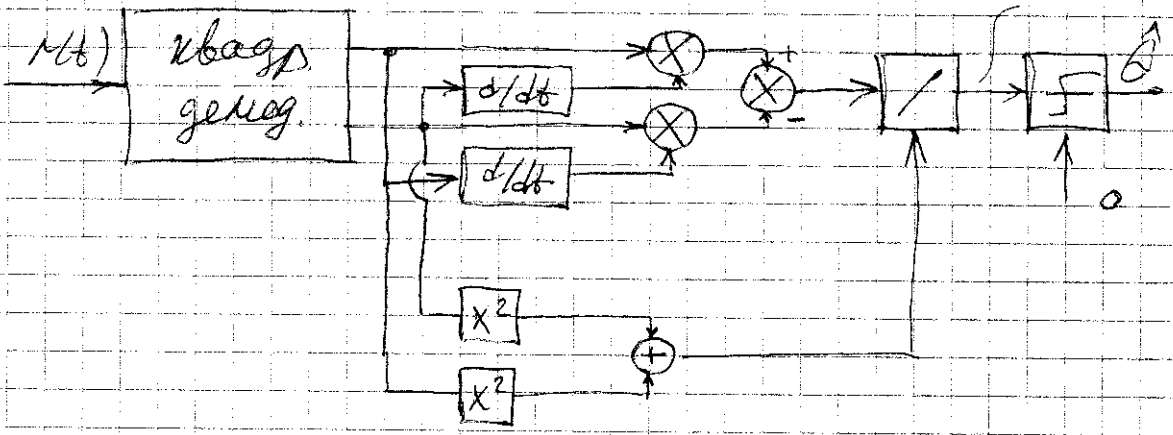 r(t)
квадр.
демод.
d/dt
d/dt
+
-
/
f
0
x²
x²
+